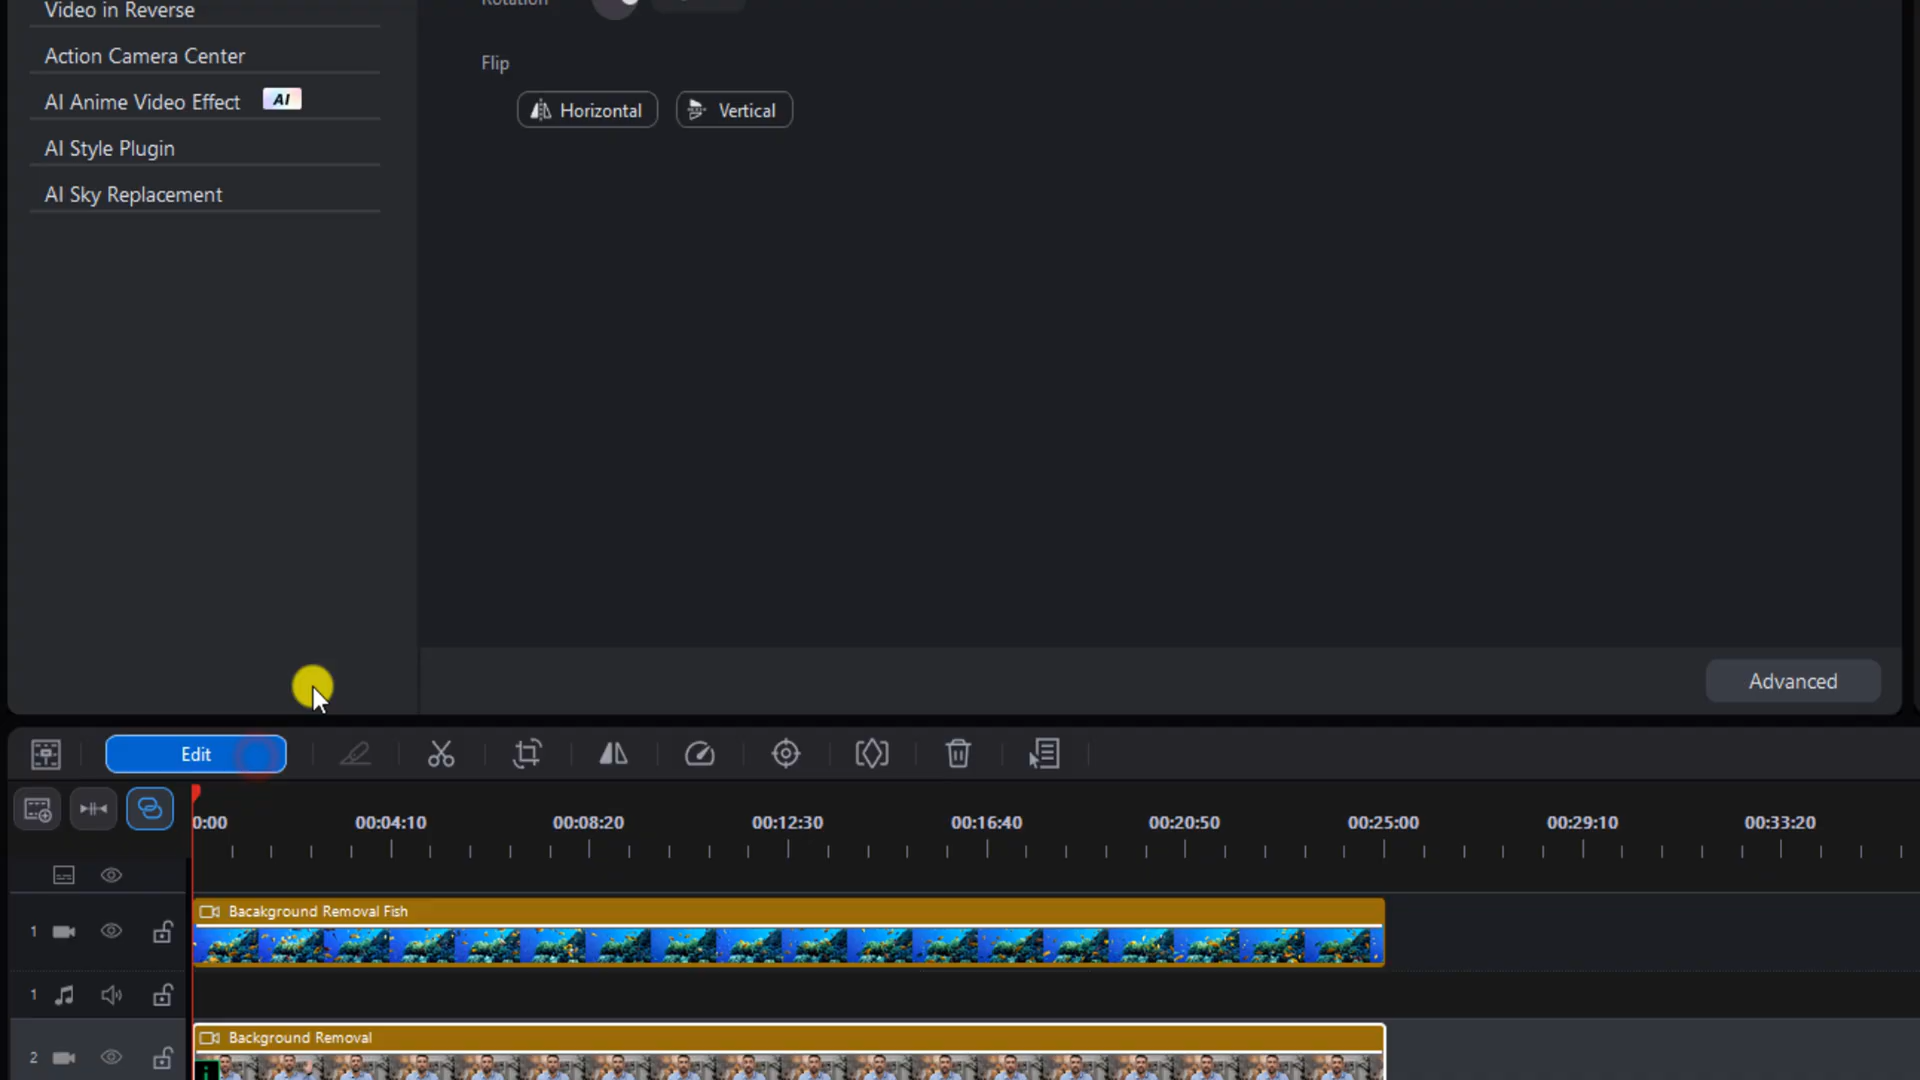 Video in Reverse
Rotation
Action Camera Center
Flip
AI Anime Video Effect AI
Horizontal
Vertical
AI Style Plugin
AI Sky Replacement
Advanced
Edit
0:00 00:04:10 00:08:20 00:12:30 00:16:40 00:20:50 00:25:00 00:29:10 00:33:20
Bacakground Removal Fish
1
1
Background Removal
2